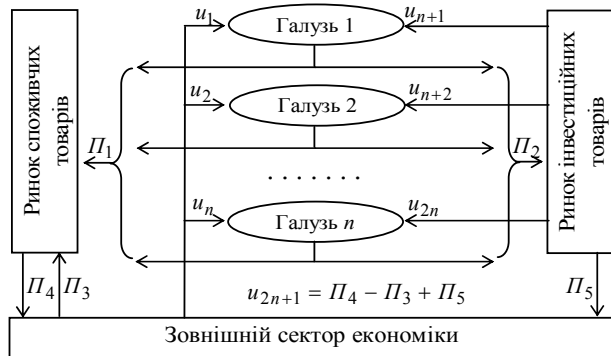 u₁
Галузь 1
uₙ₊₁
Ринок споживчих
товарів
u₂
Галузь 2
uₙ₊₂
П₁
П₂
. . . . . . .
uₙ
Галузь n
u₂ₙ
Ринок інвестиційних
товарів
П₄
П₃
u₂ₙ₊₁ = П₄ − П₃ + П₅
П₅
Зовнішній сектор економіки